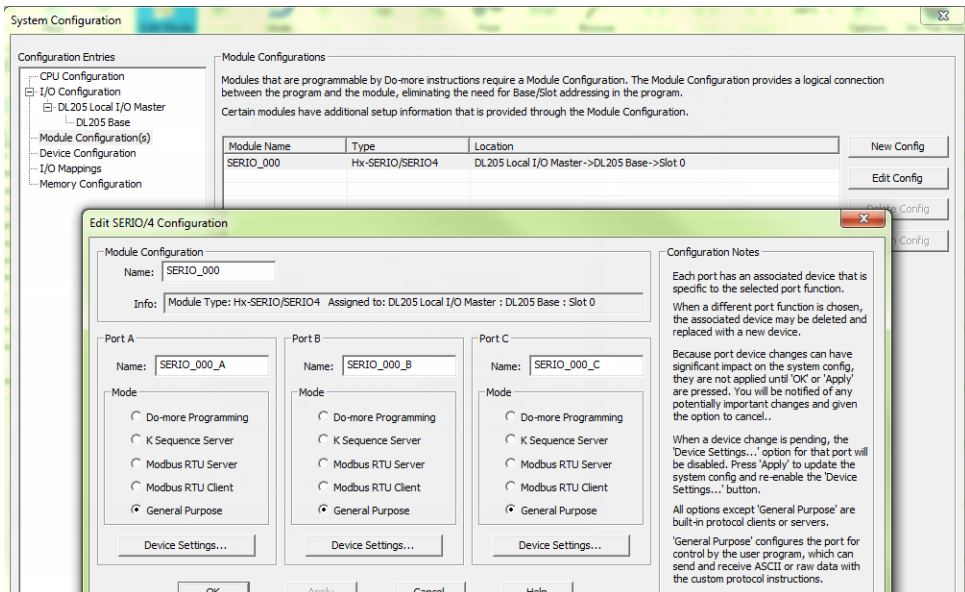 System Configuration
Configuration Entries
CPU Configuration
I/O Configuration
DL205 Local I/O Master
DL205 Base
Module Configuration(s)
Device Configuration
I/O Mappings
Memory Configuration
Module Configurations
Modules that are programmable by Do-more instructions require a Module Configuration. The Module Configuration provides a logical connection
between the program and the module, eliminating the need for Base/Slot addressing in the program.
Certain modules have additional setup information that is provided through the Module Configuration.
Module Name Type Location
SERIO_000 Hx-SERIO/SERIO4 DL205 Local I/O Master->DL205 Base->Slot 0
New Config
Edit Config
Config
Config
Edit SERIO/4 Configuration
Module Configuration
Name: SERIO_000
Info: Module Type: Hx-SERIO/SERIO4 Assigned to: DL205 Local I/O Master : DL205 Base : Slot 0
Port A
Name: SERIO_000_A
Mode
Do-more Programming
K Sequence Server
Modbus RTU Server
Modbus RTU Client
General Purpose
Device Settings...
Port B
Name: SERIO_000_B
Mode
Do-more Programming
K Sequence Server
Modbus RTU Server
Modbus RTU Client
General Purpose
Device Settings...
Port C
Name: SERIO_000_C
Mode
Do-more Programming
K Sequence Server
Modbus RTU Server
Modbus RTU Client
General Purpose
Device Settings...
OK Apply Cancel Help
Configuration Notes
Each port has an associated device that is
specific to the selected port function.
When a different port function is chosen,
the associated device may be deleted and
replaced with a new device.
Because port device changes can have
significant impact on the system config,
they are not applied until 'OK' or 'Apply'
are pressed. You will be notified of any
potentially important changes and given
the option to cancel..
When a device change is pending, the
'Device Settings...' option for that port will
be disabled. Press 'Apply' to update the
system config and re-enable the 'Device
Settings...' button.
All options except 'General Purpose' are
built-in protocol clients or servers.
'General Purpose' configures the port for
control by the user program, which can
send and receive ASCII or raw data with
the custom protocol instructions.